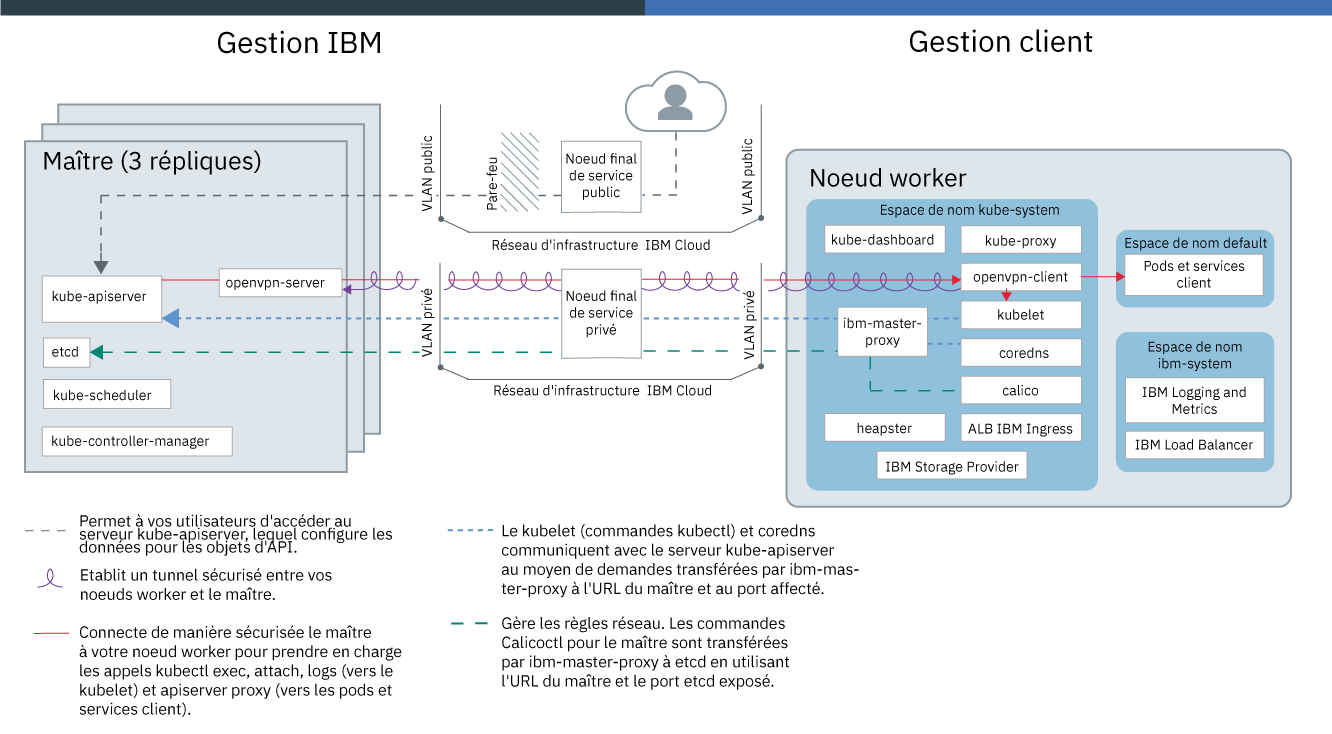 Gestion IBM
Gestion client
Maître (3 répliques)
kube-apiserver
openvpn-server
etcd
kube-scheduler
kube-controller-manager
VLAN public
Pare-feu
Noeud final
de service
public
VLAN public
Réseau d'infrastructure IBM Cloud
VLAN privé
Noeud final
de service
privé
VLAN privé
Réseau d'infrastructure IBM Cloud
Noeud worker
Espace de nom kube-system
kube-dashboard
kube-proxy
openvpn-client
kubelet
ibm-master-
proxy
coredns
calico
heapster
ALB IBM Ingress
IBM Storage Provider
Espace de nom default
Pods et services
client
Espace de nom
ibm-system
IBM Logging and
Metrics
IBM Load Balancer
Permet à vos utilisateurs d'accéder au
serveur kube-apiserver, lequel configure les
données pour les objets d'API.
Etablit un tunnel sécurisé entre vos
noeuds worker et le maître.
Connecte de manière sécurisée le maître
à votre noeud worker pour prendre en charge
les appels kubectl exec, attach, logs (vers le
kubelet) et apiserver proxy (vers les pods et
services client).
Le kubelet (commandes kubectl) et coredns
communiquent avec le serveur kube-apiserver
au moyen de demandes transférées par ibm-mas-
ter-proxy à l'URL du maître et au port affecté.
Gère les règles réseau. Les commandes
Calicoctl pour le maître sont transférées
par ibm-master-proxy à etcd en utilisant
l'URL du maître et le port etcd exposé.